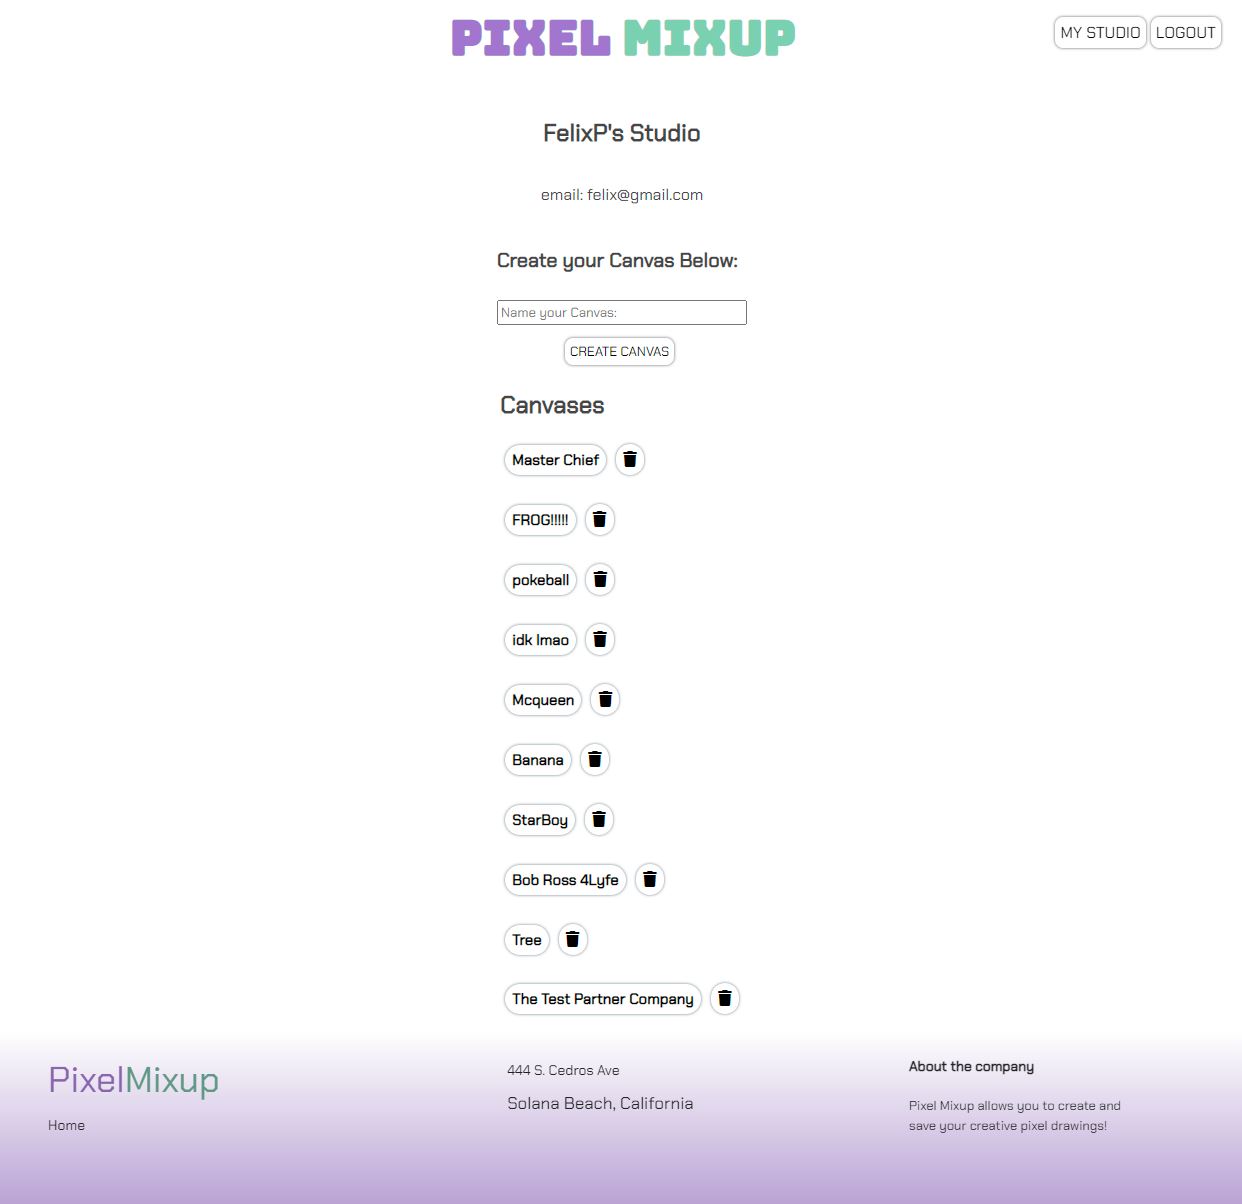 PIXEL MIXUP
MY STUDIO
LOGOUT
FelixP's Studio
email: felix@gmail.com
Create your Canvas Below:
Name your Canvas:
CREATE CANVAS
Canvases
Master Chief
FROG!!!!!
pokeball
idk lmao
Mcqueen
Banana
StarBoy
Bob Ross 4Lyfe
Tree
The Test Partner Company
PixelMixup
Home
444 S. Cedros Ave
Solana Beach, California
About the company
Pixel Mixup allows you to create and
save your creative pixel drawings!